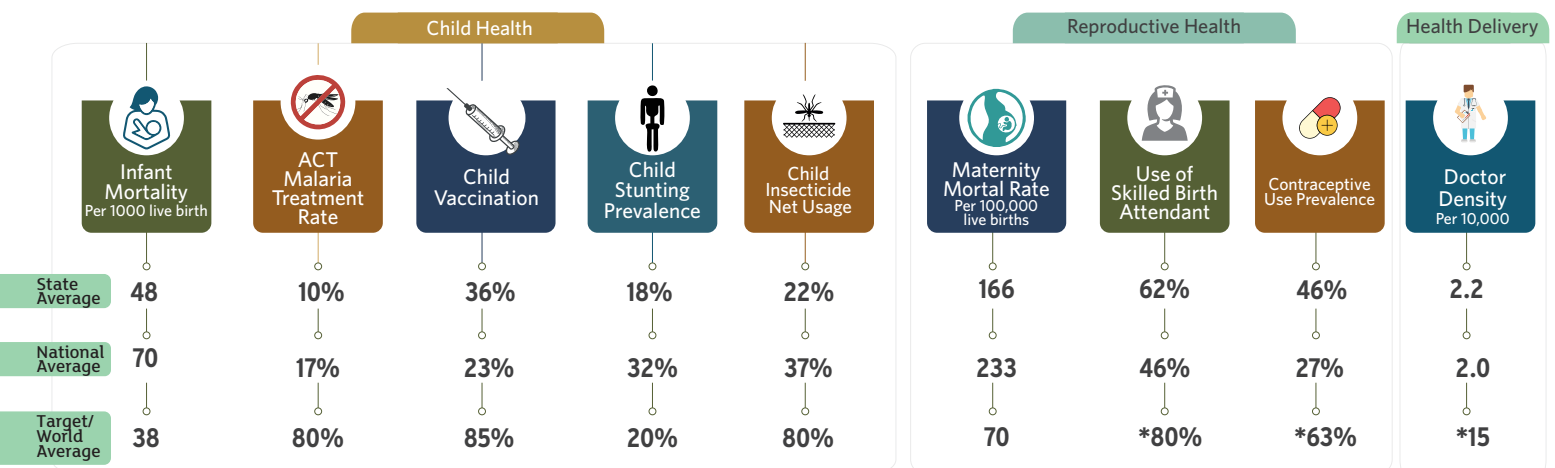 Child Health
Reproductive Health
Health Delivery
Infant
Mortality
Per 1000 live birth
ACT
Malaria
Treatment
Rate
Child
Vaccination
Child
Stunting
Prevalence
Child
Insecticide
Net Usage
Maternity
Mortal Rate
Per 100,000
live births
Use of
Skilled Birth
Attendant
Contraceptive
Use Prevalence
Doctor
Density
Per 10,000
State
Average
48 10% 36% 18% 22% 166 62% 46% 2.2
National
Average
70 17% 23% 32% 37% 233 46% 27% 2.0
Target/
World
Average
38 80% 85% 20% 80% 70 *80% *63% *15